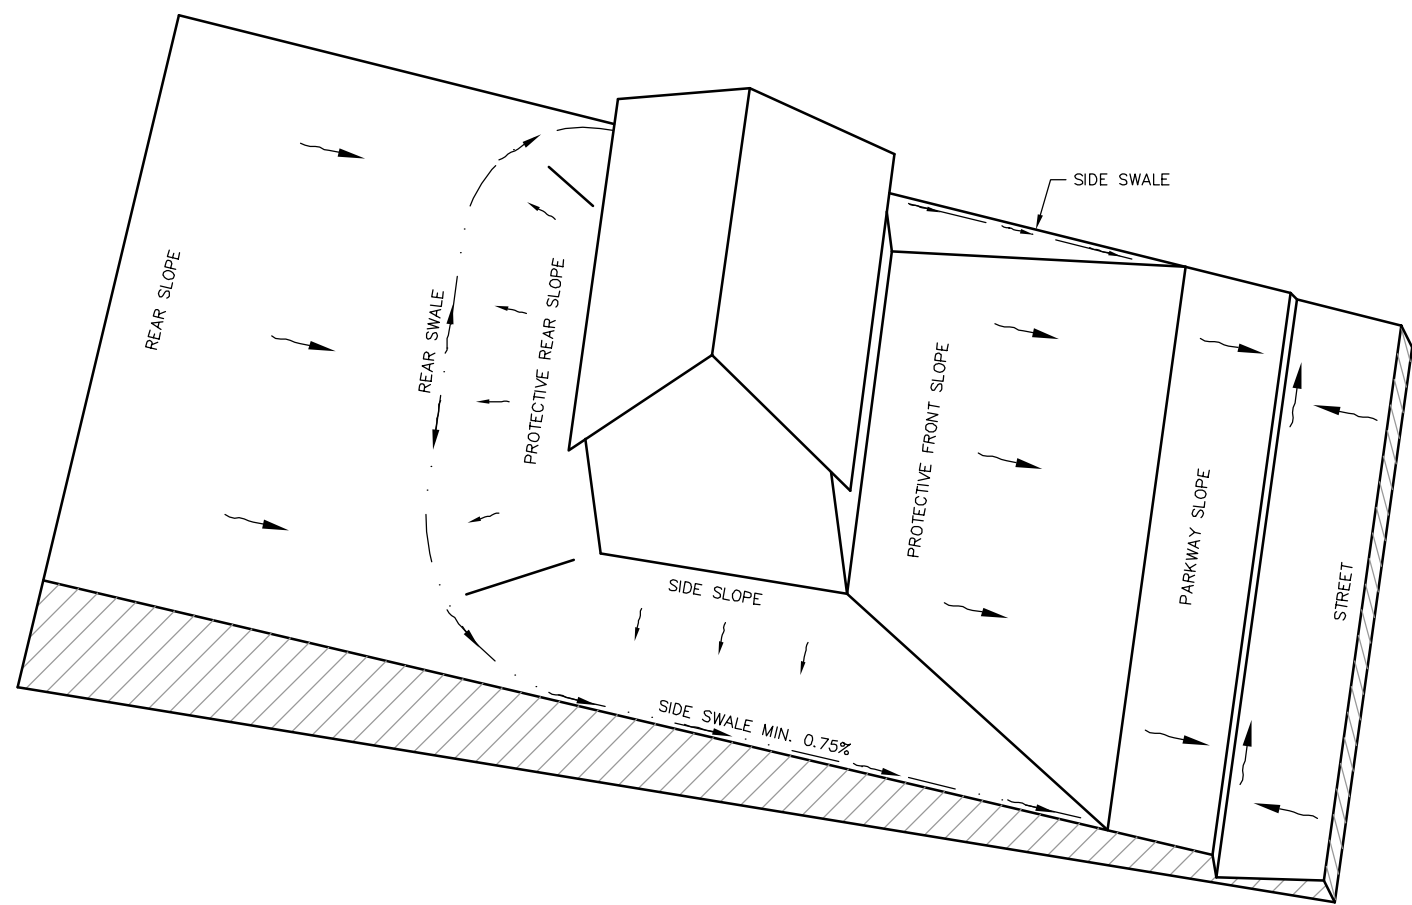 SIDE SWALE
REAR SLOPE
REAR SWALE
PROTECTIVE REAR SLOPE
PROTECTIVE FRONT SLOPE
PARKWAY SLOPE
STREET
SIDE SLOPE
SIDE SWALE MIN. 0.75%